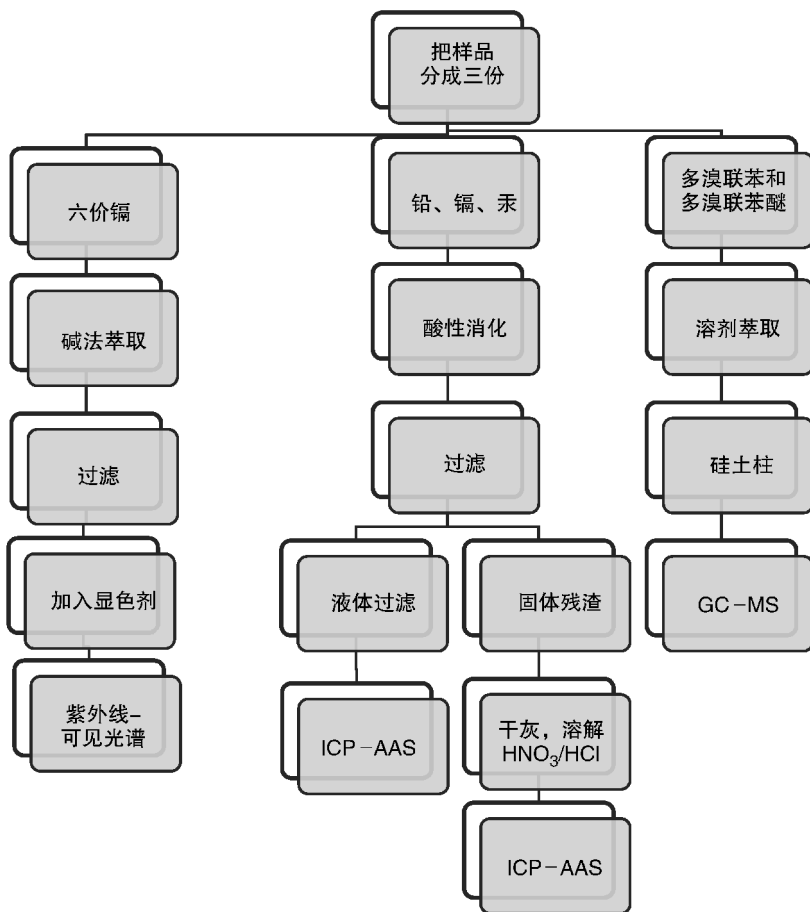 把样品
分成三份
六价镉
碱法萃取
过滤
加入显色剂
紫外线-
可见光谱
铅、镉、汞
酸性消化
过滤
液体过滤
ICP-AAS
固体残渣
干灰，溶解
HNO₃/HCl
ICP-AAS
多溴联苯和
多溴联苯醚
溶剂萃取
硅土柱
GC-MS